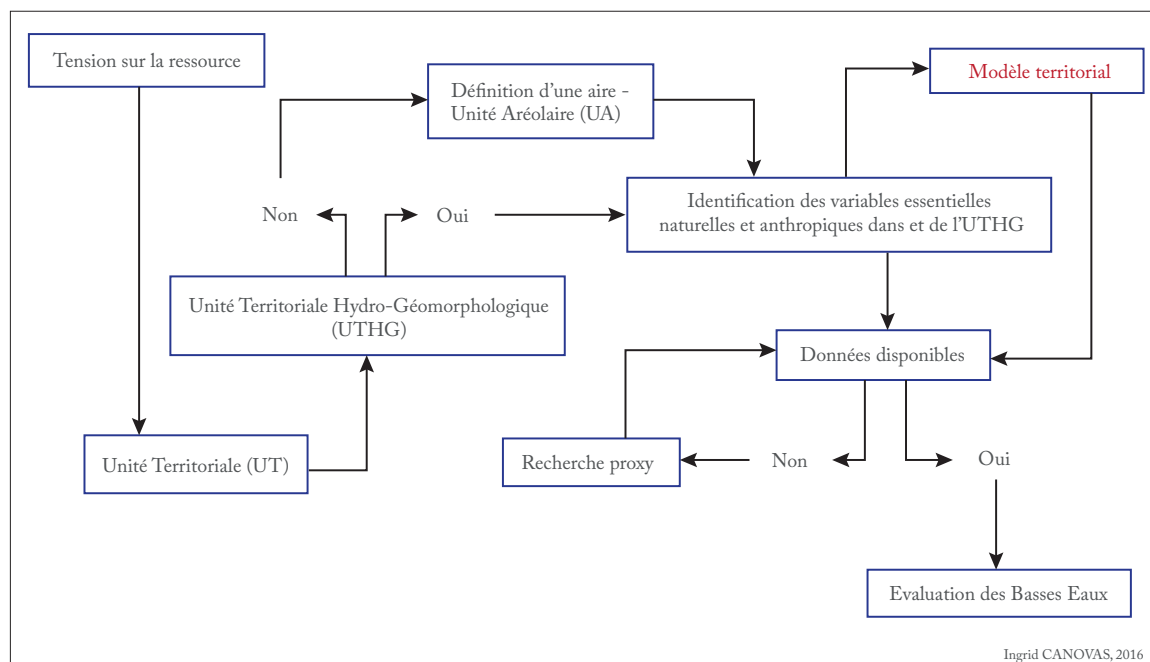 Tension sur la ressource
Modèle territorial
Définition d'une aire -
Unité Aréolaire (UA)
Identification des variables essentielles
naturelles et anthropiques dans et de l'UTHG
Non
Oui
Unité Territoriale Hydro-Géomorphologique
(UTHG)
Données disponibles
Unité Territoriale (UT)
Recherche proxy
Non
Oui
Evaluation des Basses Eaux
Ingrid CANOVAS, 2016